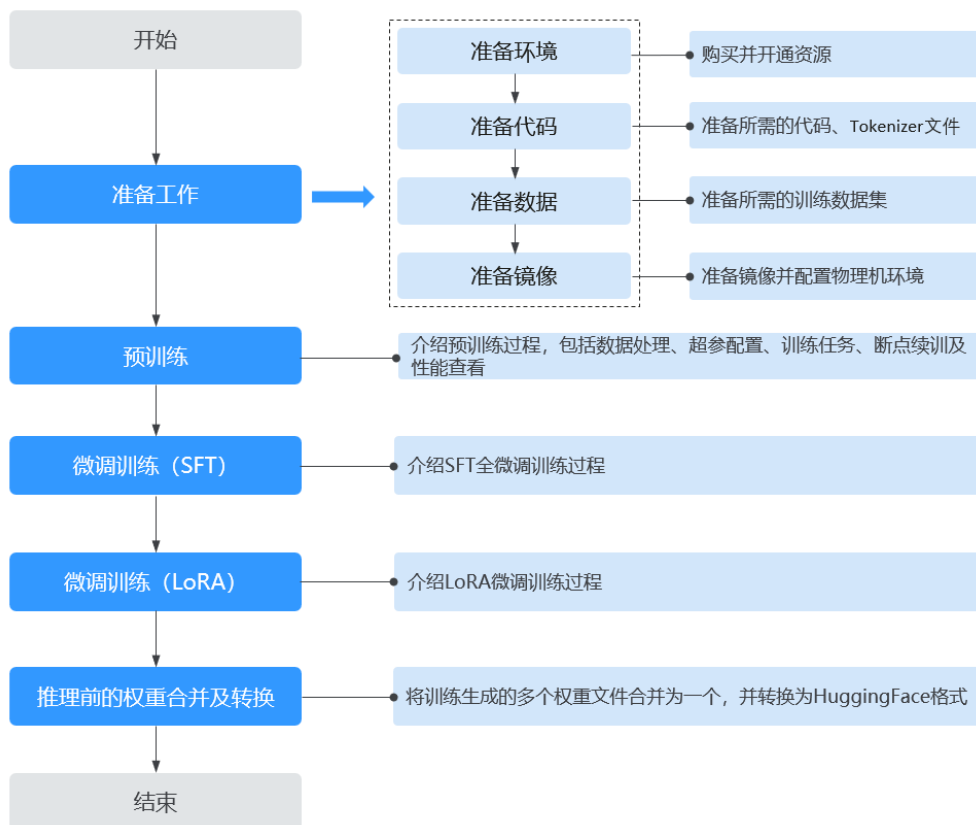 开始
准备工作
准备环境
购买并开通资源
准备代码
准备所需的代码、Tokenizer文件
准备数据
准备所需的训练数据集
准备镜像
准备镜像并配置物理机环境
预训练
介绍预训练过程，包括数据处理、超参配置、训练任务、断点续训及
性能查看
微调训练（SFT）
介绍SFT全微调训练过程
微调训练（LoRA）
介绍LoRA微调训练过程
推理前的权重合并及转换
将训练生成的多个权重文件合并为一个，并转换为HuggingFace格式
结束